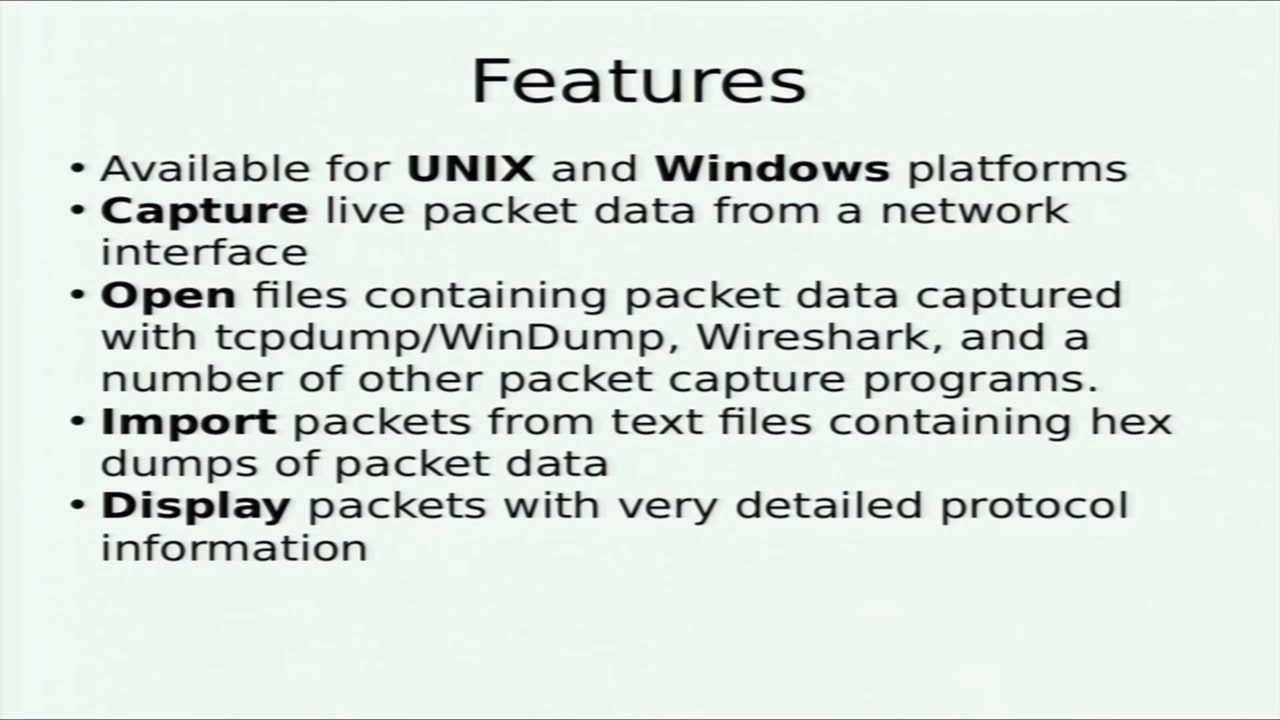 Features
• Available for UNIX and Windows platforms
• Capture live packet data from a network
interface
• Open files containing packet data captured
with tcpdump/WinDump, Wireshark, and a
number of other packet capture programs.
• Import packets from text files containing hex
dumps of packet data
• Display packets with very detailed protocol
information